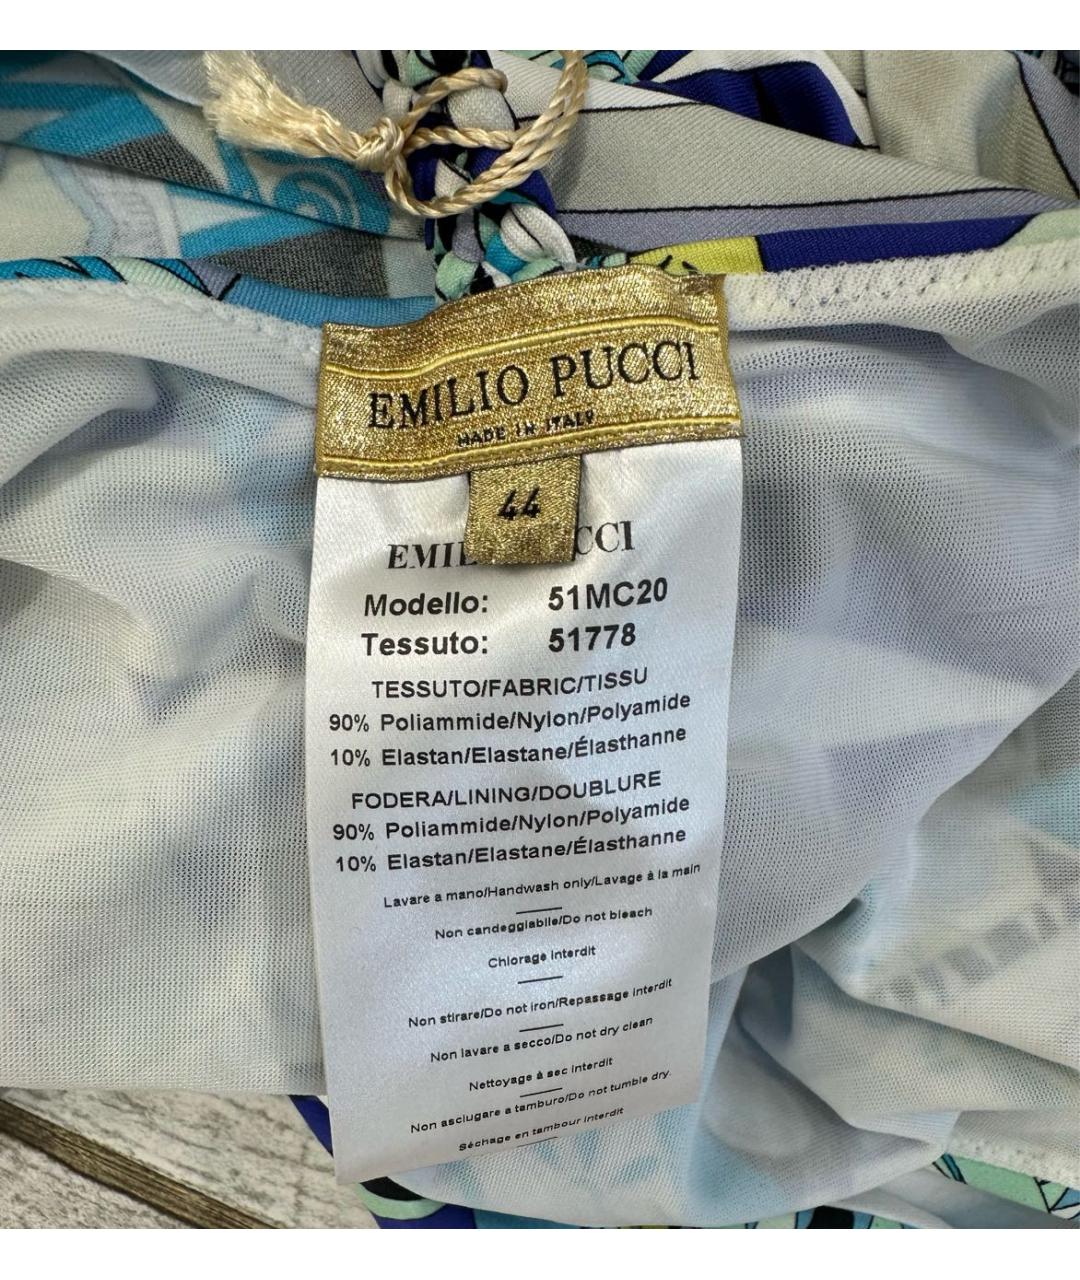 EMILIO PUCCI
MADE IN ITALY
44
EMIL CCI
Modello: 51MC20
Tessuto: 51778
TESSUTO/FABRIC/TISSU
90% Poliammide/Nylon/Polyamide
10% Elastan/Elastane/Élasthanne
FODERA/LINING/DOUBLURE
90% Poliammide/Nylon/Polyamide
10% Elastan/Elastane/Élasthanne
Lavare a mano/Handwash only/Lavage à la main
Non candeggiabile/Do not bleach
Chlorage interdit
Non stirare/Do not iron/Repassage interdit
Non lavare a secco/Do not dry clean
Nettoyage à sec interdit
Non asciugare a tamburo/Do not tumble dry.
Séchage en tambour interdit